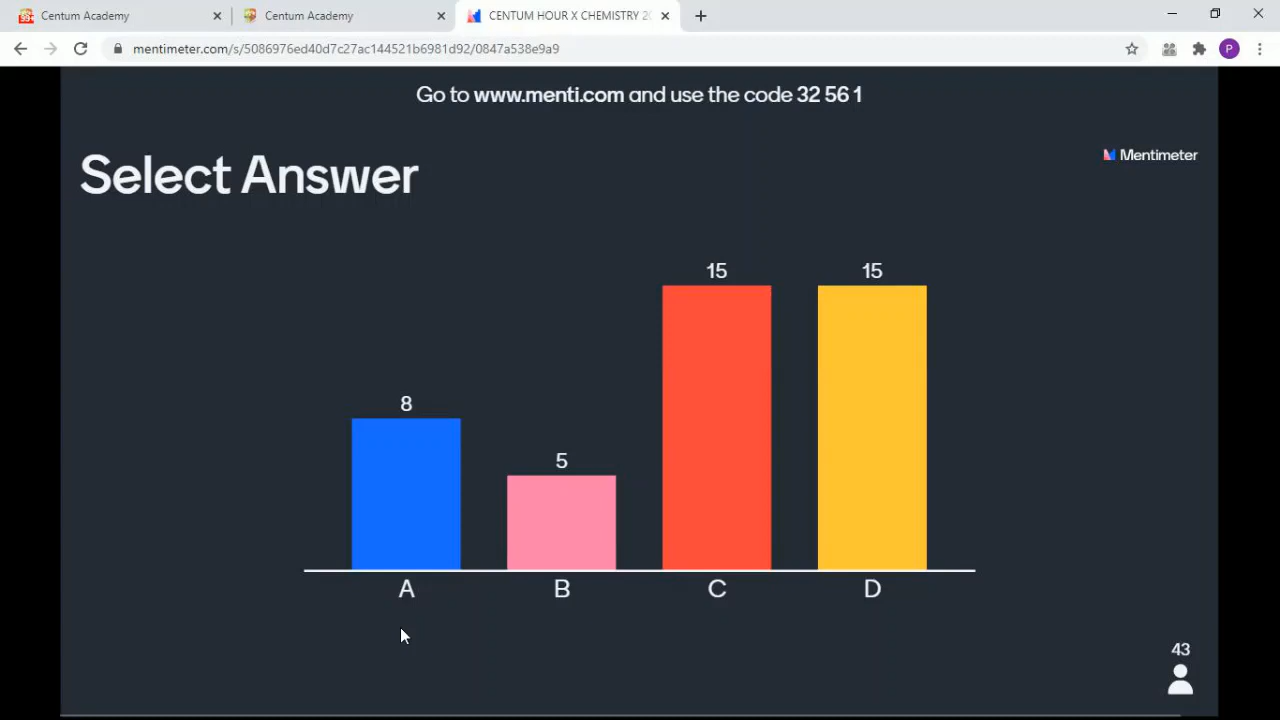 Centum Academy
Centum Academy
CENTUM HOUR X CHEMISTRY 20
mentimeter.com/s/5086976ed40d7c27ac144521b6981d92/0847a538e9a9
P
Go to www.menti.com and use the code 32 56 1
Mentimeter
Select Answer
8
5
15
15
A
B
C
D
43